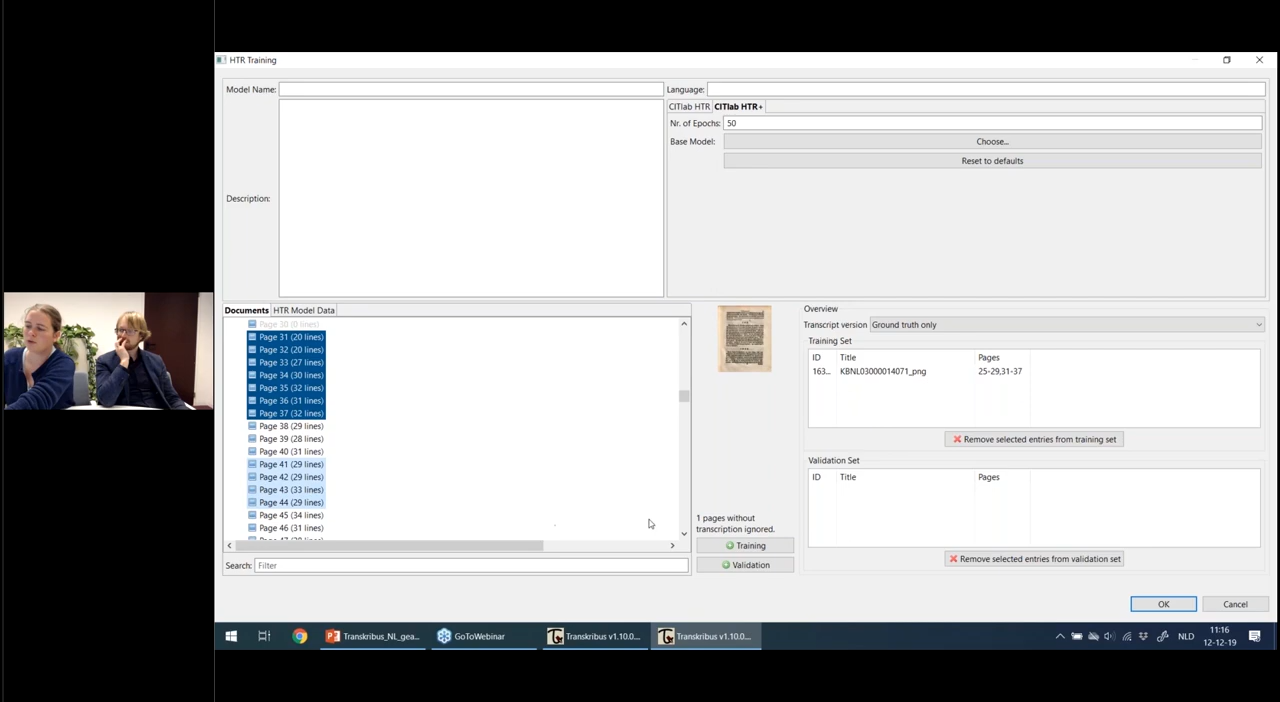 HTR Training
Model Name:
Language:
CITlab HTR CITlab HTR+
Nr. of Epochs: 50
Base Model: Choose...
Reset to defaults
Description:
Documents HTR Model Data
Page 30 (0 lines)
Page 31 (20 lines)
Page 32 (20 lines)
Page 33 (27 lines)
Page 34 (30 lines)
Page 35 (32 lines)
Page 36 (31 lines)
Page 37 (32 lines)
Page 38 (29 lines)
Page 39 (28 lines)
Page 40 (31 lines)
Page 41 (29 lines)
Page 42 (29 lines)
Page 43 (33 lines)
Page 44 (29 lines)
Page 45 (34 lines)
Page 46 (31 lines)
Search: Filter
1 pages without
transcription ignored.
Training
Validation
Overview
Transcript version Ground truth only
Training Set
ID Title Pages
163... KBNL03000014071_png 25-29,31-37
Remove selected entries from training set
Validation Set
ID Title Pages
Remove selected entries from validation set
OK Cancel
Transkribus_NL_gea... GoToWebinar Transkribus v1.10.0... Transkribus v1.10.0... NLD 11:16
12-12-19